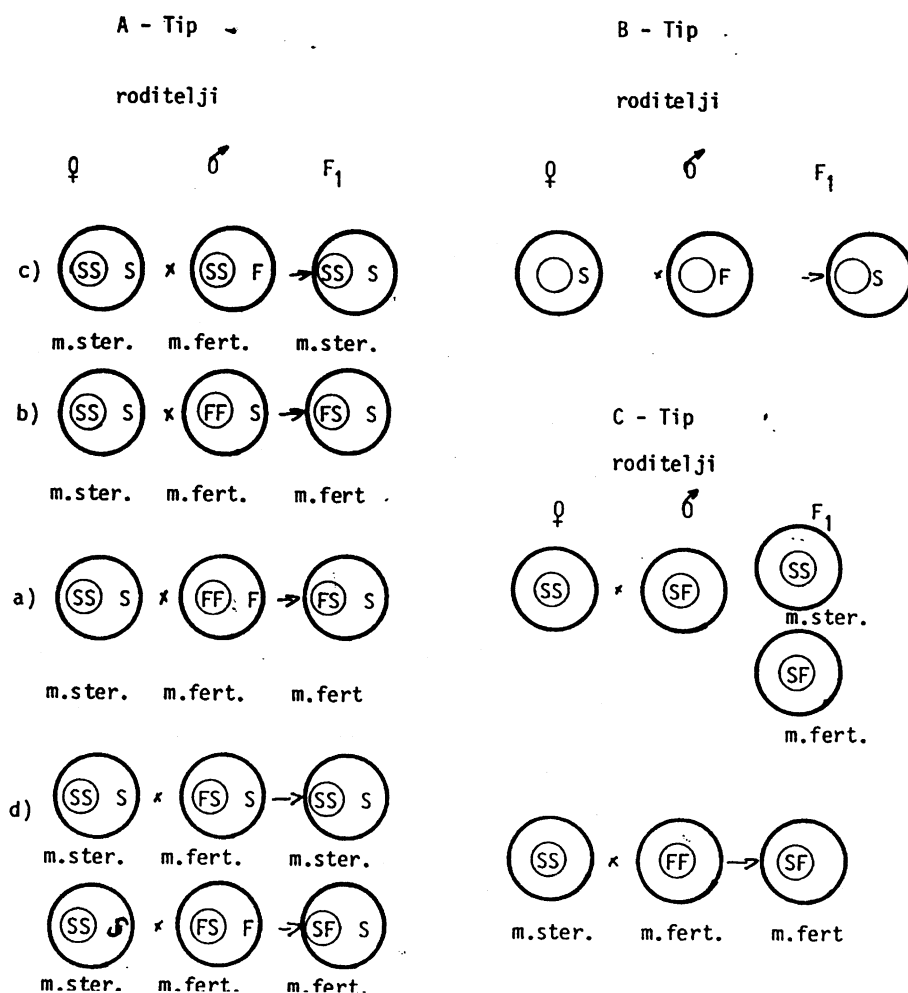 A - Tip
roditelji
♀ ♂ F1
c) SS S x SS F → SS S
m.ster. m.fert. m.ster.
b) SS S x FF S → FS S
m.ster. m.fert. m.fert
a) SS S x FF F → FS S
m.ster. m.fert. m.fert
d) SS S x FS S → SS S
m.ster. m.fert. m.ster.
SS S x FS F → SF S
m.ster. m.fert. m.fert.
B - Tip
roditelji
♀ ♂ F1
S x F → S
C - Tip
roditelji
♀ ♂ F1
SS x SF SS
m.ster.
SF
m.fert.
SS x FF → SF
m.ster. m.fert. m.fert